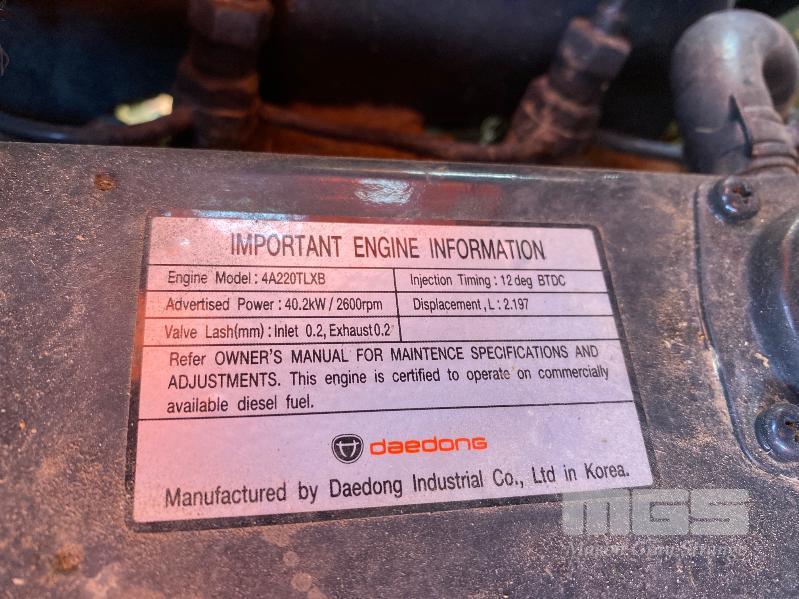 IMPORTANT ENGINE INFORMATION
Engine Model : 4A220TLXB
Injection Timing : 12 deg BTDC
Advertised Power : 40.2kW / 2600rpm
Displacement, L : 2.197
Valve Lash(mm) : Inlet 0.2, Exhaust 0.2
Refer OWNER'S MANUAL FOR MAINTENCE SPECIFICATIONS AND
ADJUSTMENTS. This engine is certified to operate on commercially
available diesel fuel.
daedong
Manufactured by Daedong Industrial Co., Ltd in Korea.
MGS